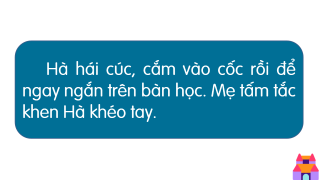 Hà hái cúc, cắm vào cốc rồi để
ngay ngắn trên bàn học. Mẹ tấm tắc
khen Hà khéo tay.